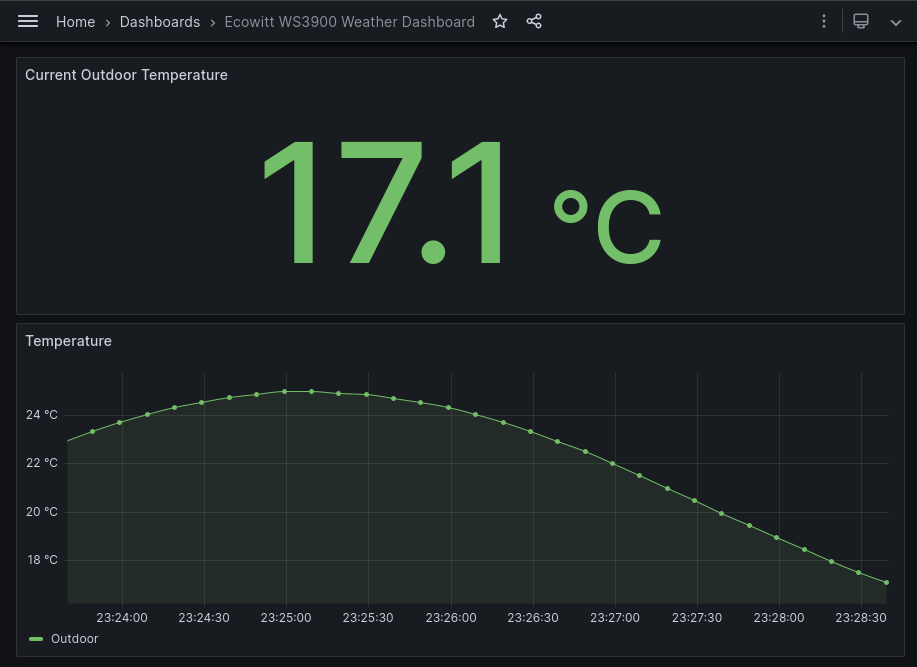 Home › Dashboards › Ecowitt WS3900 Weather Dashboard
Current Outdoor Temperature
17.1 °C
Temperature
24 °C
22 °C
20 °C
18 °C
23:24:00 23:24:30 23:25:00 23:25:30 23:26:00 23:26:30 23:27:00 23:27:30 23:28:00 23:28:30
Outdoor